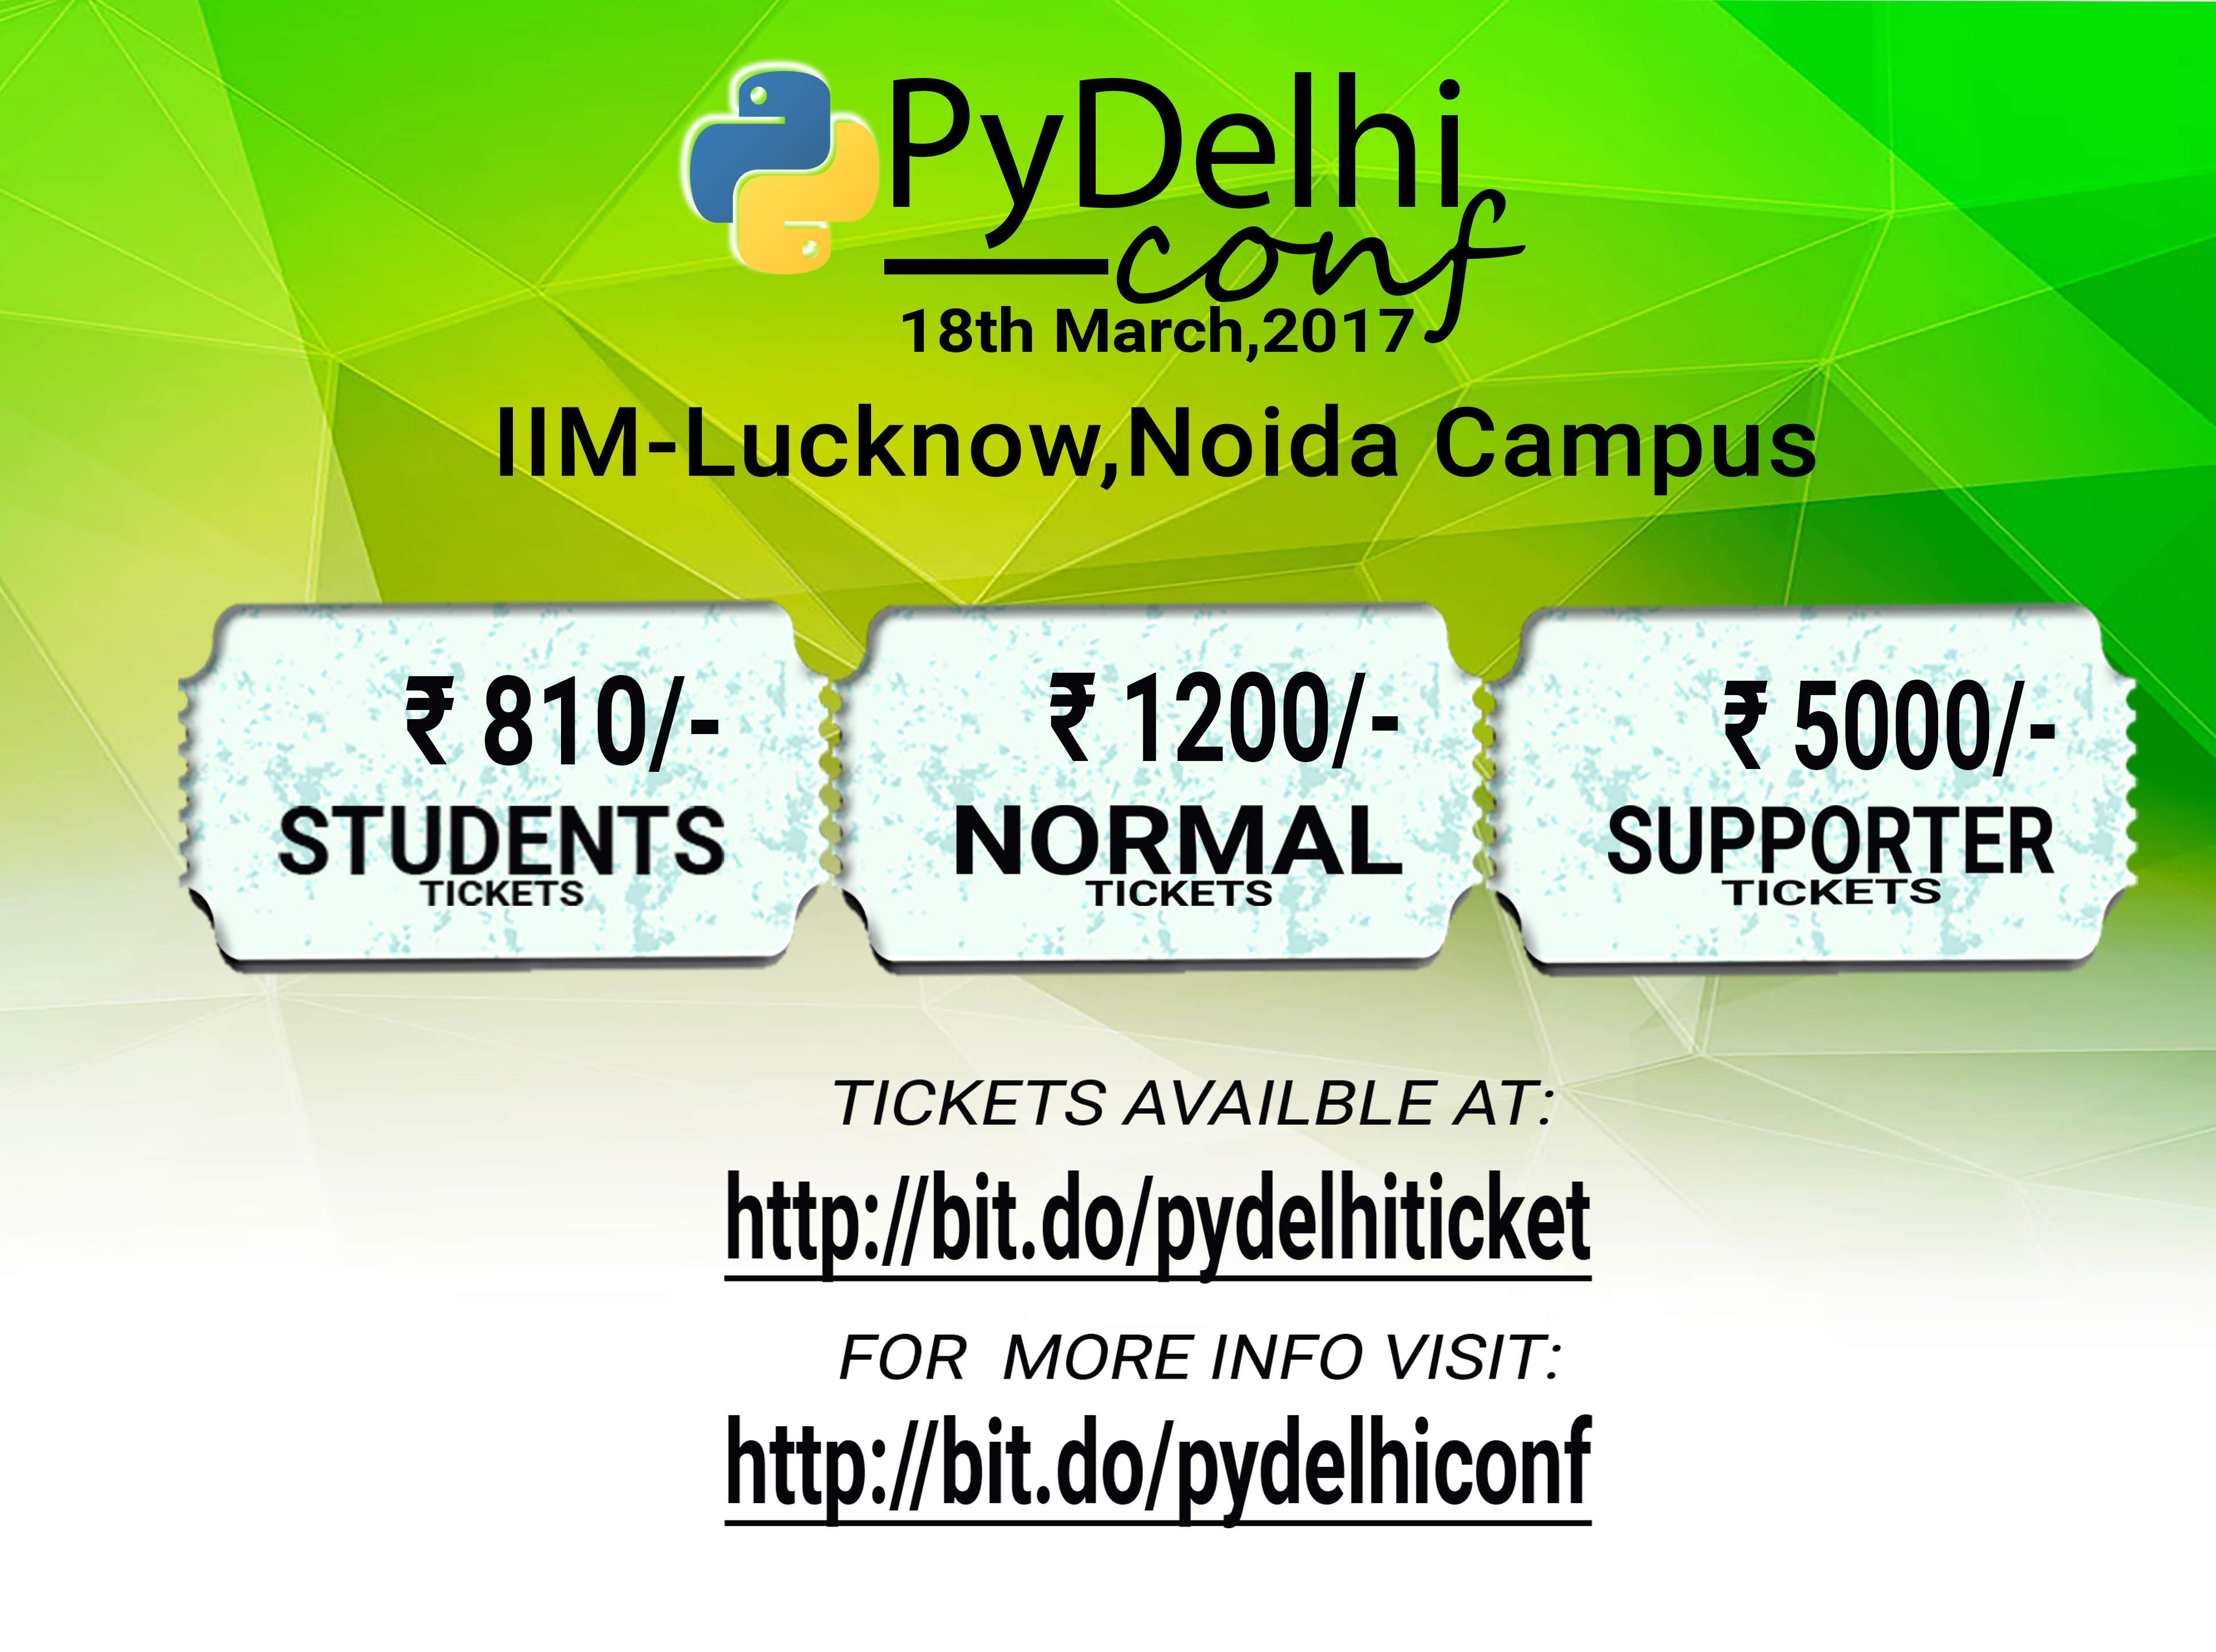 PyDelhi
conf
18th March,2017
IIM-Lucknow,Noida Campus
₹ 810/-
STUDENTS
TICKETS
₹ 1200/-
NORMAL
TICKETS
₹ 5000/-
SUPPORTER
TICKETS
TICKETS AVAILBLE AT:
http://bit.do/pydelhiticket
FOR  MORE INFO VISIT:
http://bit.do/pydelhiconf